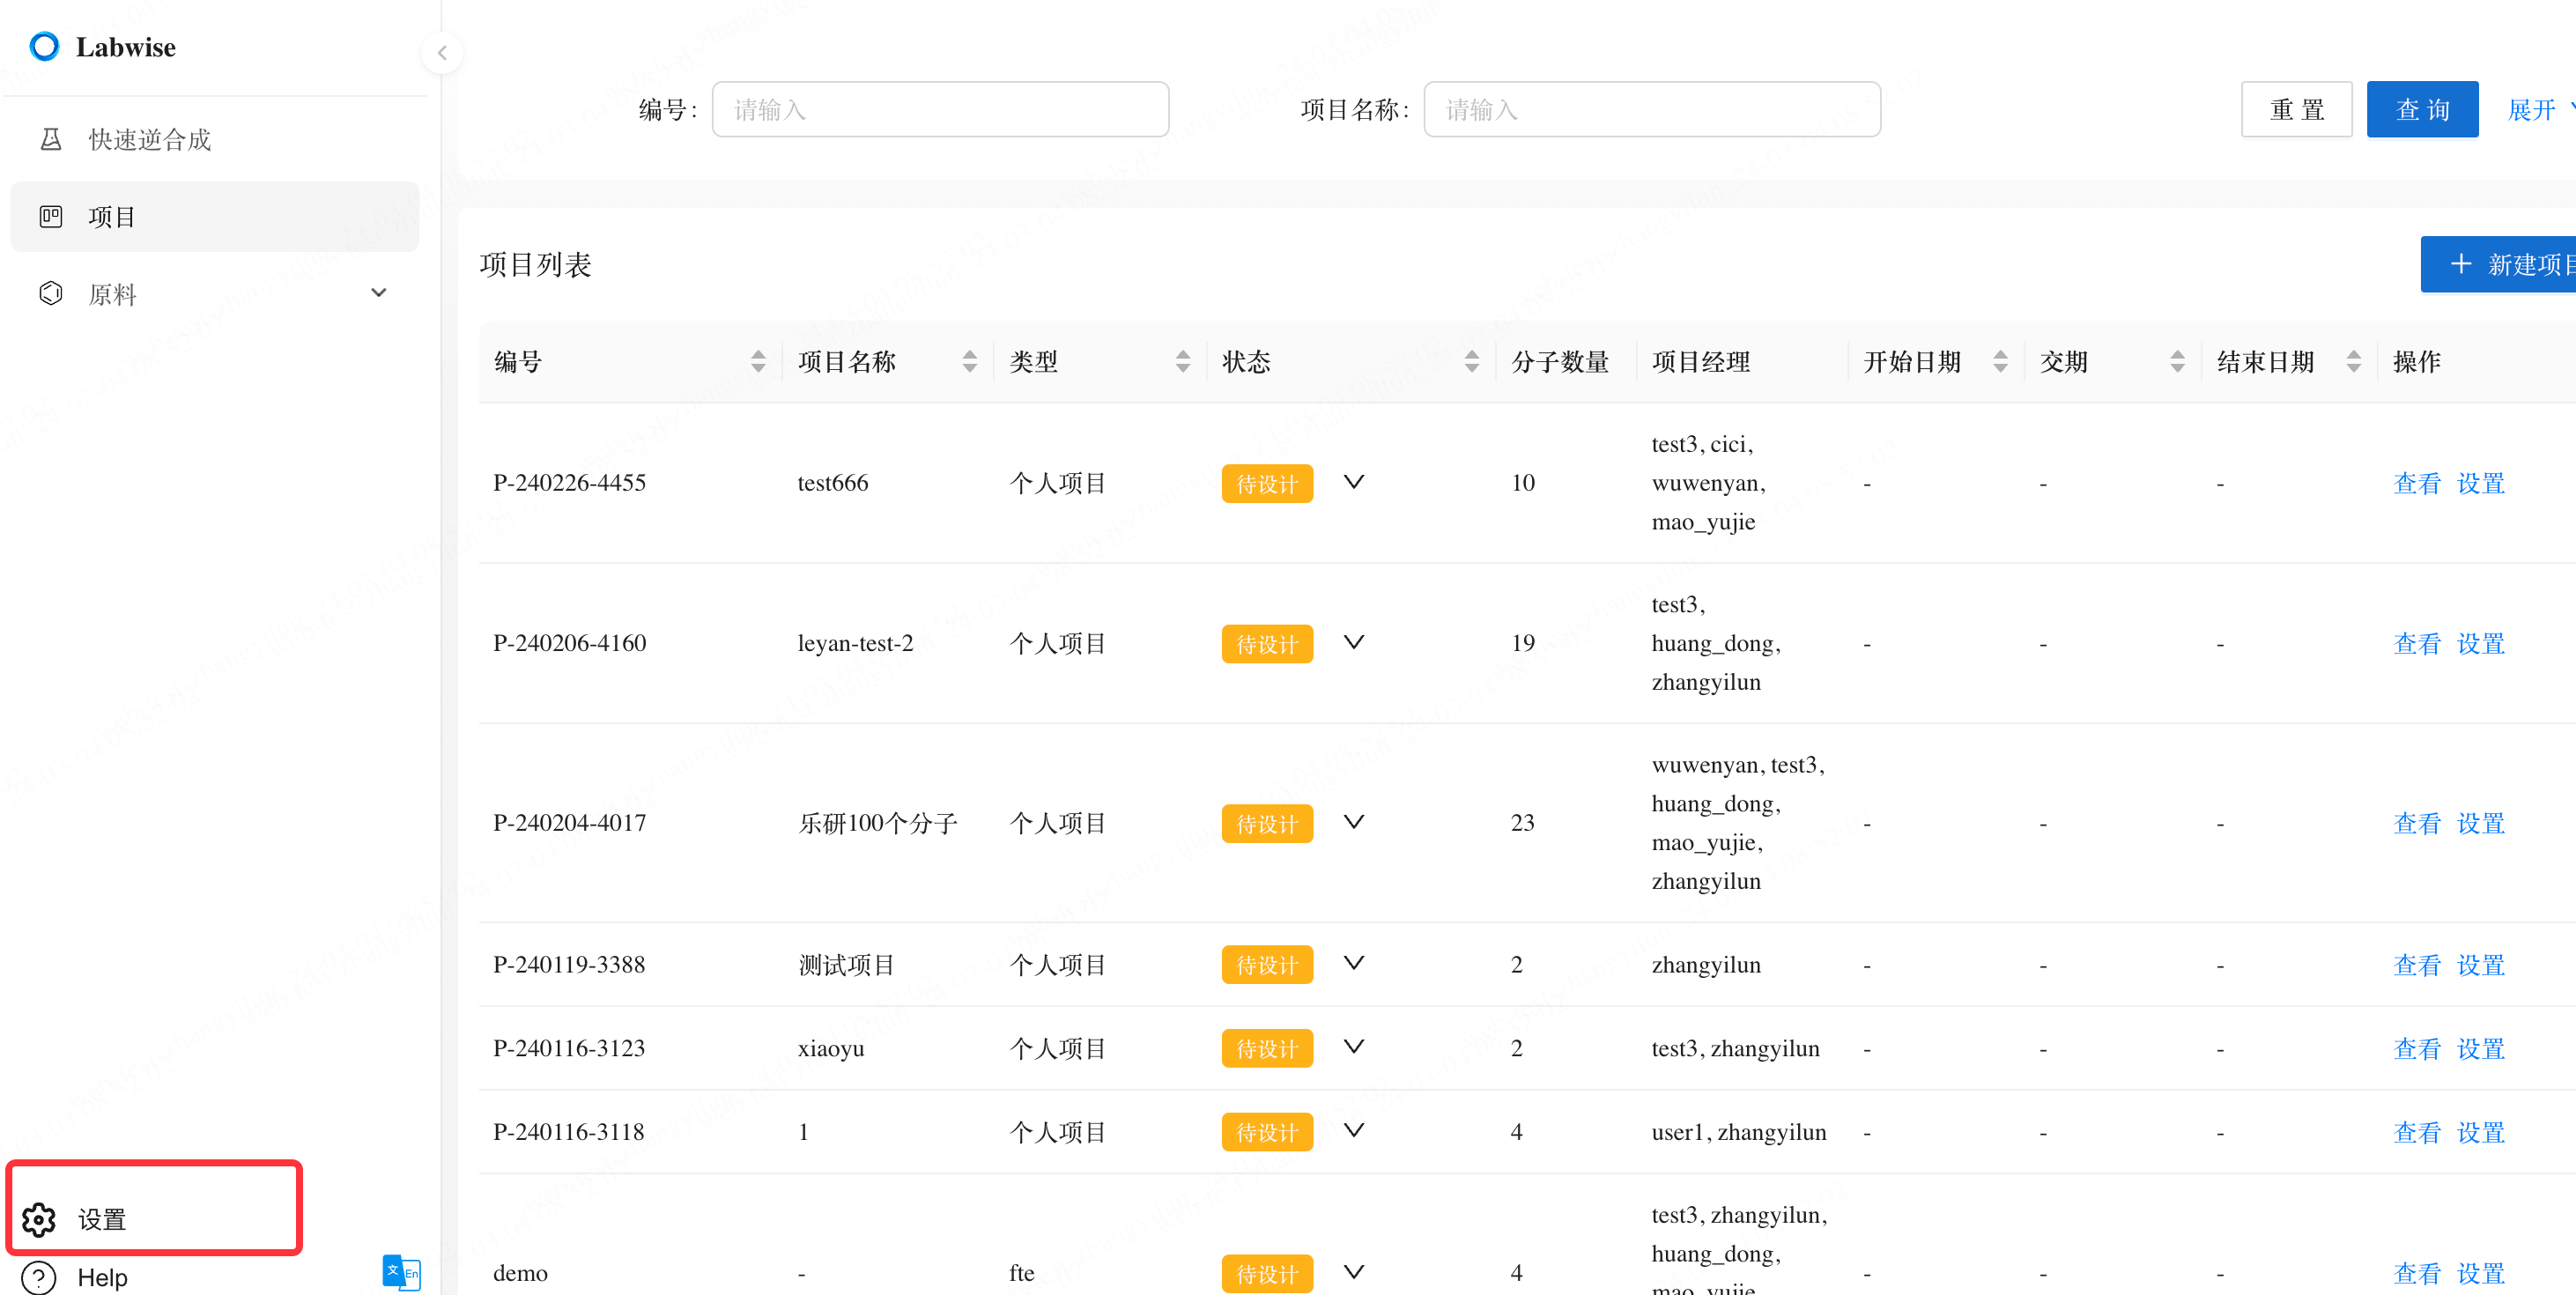 Labwise
快速逆合成
项目
原料
设置
Help
文 En
编号: 请输入 项目名称: 请输入 重 置 查 询 展开
项目列表
新建项目
编号 项目名称 类型 状态 分子数量 项目经理 开始日期 交期 结束日期 操作
P-240226-4455 test666 个人项目 待设计 10 test3, cici,
wuwenyan,
mao_yujie - - - 查看 设置
P-240206-4160 leyan-test-2 个人项目 待设计 19 test3,
huang_dong,
zhangyilun - - - 查看 设置
P-240204-4017 乐研100个分子 个人项目 待设计 23 wuwenyan, test3,
huang_dong,
mao_yujie,
zhangyilun - - - 查看 设置
P-240119-3388 测试项目 个人项目 待设计 2 zhangyilun - - - 查看 设置
P-240116-3123 xiaoyu 个人项目 待设计 2 test3, zhangyilun - - - 查看 设置
P-240116-3118 1 个人项目 待设计 4 user1, zhangyilun - - - 查看 设置
demo - fte 待设计 4 test3, zhangyilun,
huang_dong,
mao_yujie - - - 查看 设置